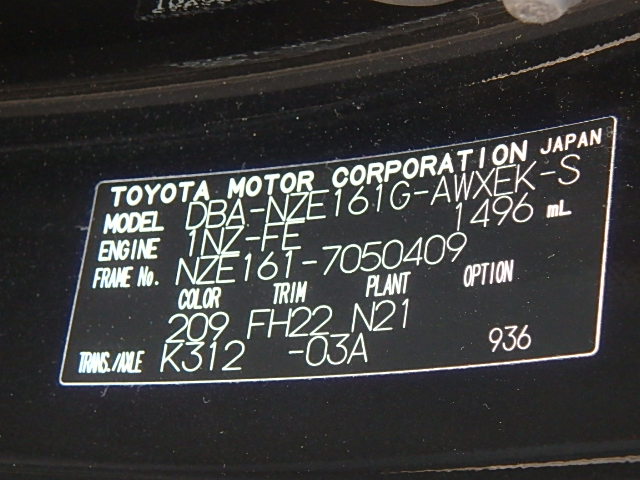 TOYOTA MOTOR CORPORATION JAPAN
MODEL DBA-NZE161G-AWXEK-S
ENGINE 1NZ-FE 1496 mL
FRAME No. NZE161-7050409
COLOR TRIM PLANT OPTION
209 FH22 N21
TRANS./AXLE K312 -03A 936